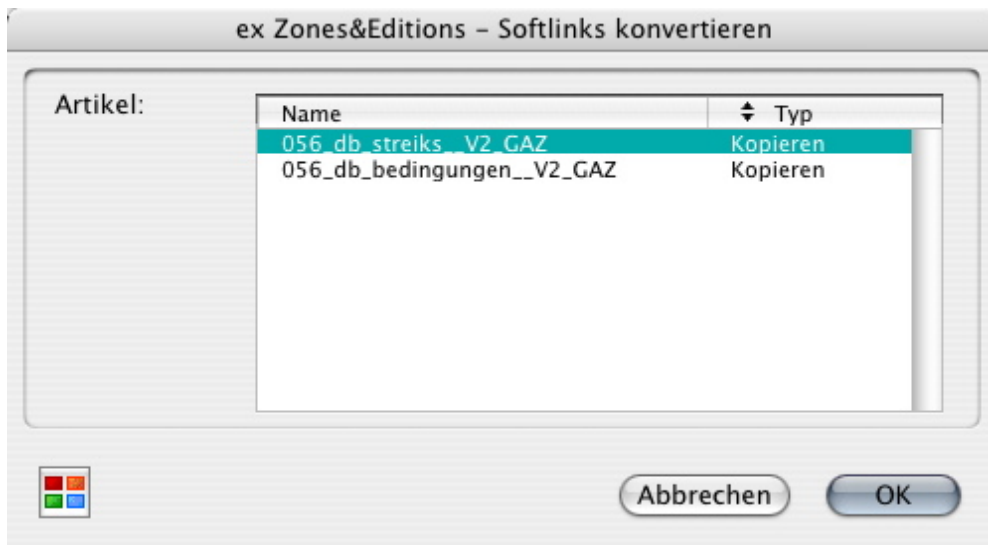 ex Zones&Editions – Softlinks konvertieren
Artikel:
Name Typ
056_db_streiks__V2_GAZ Kopieren
056_db_bedingungen__V2_GAZ Kopieren
Abbrechen OK